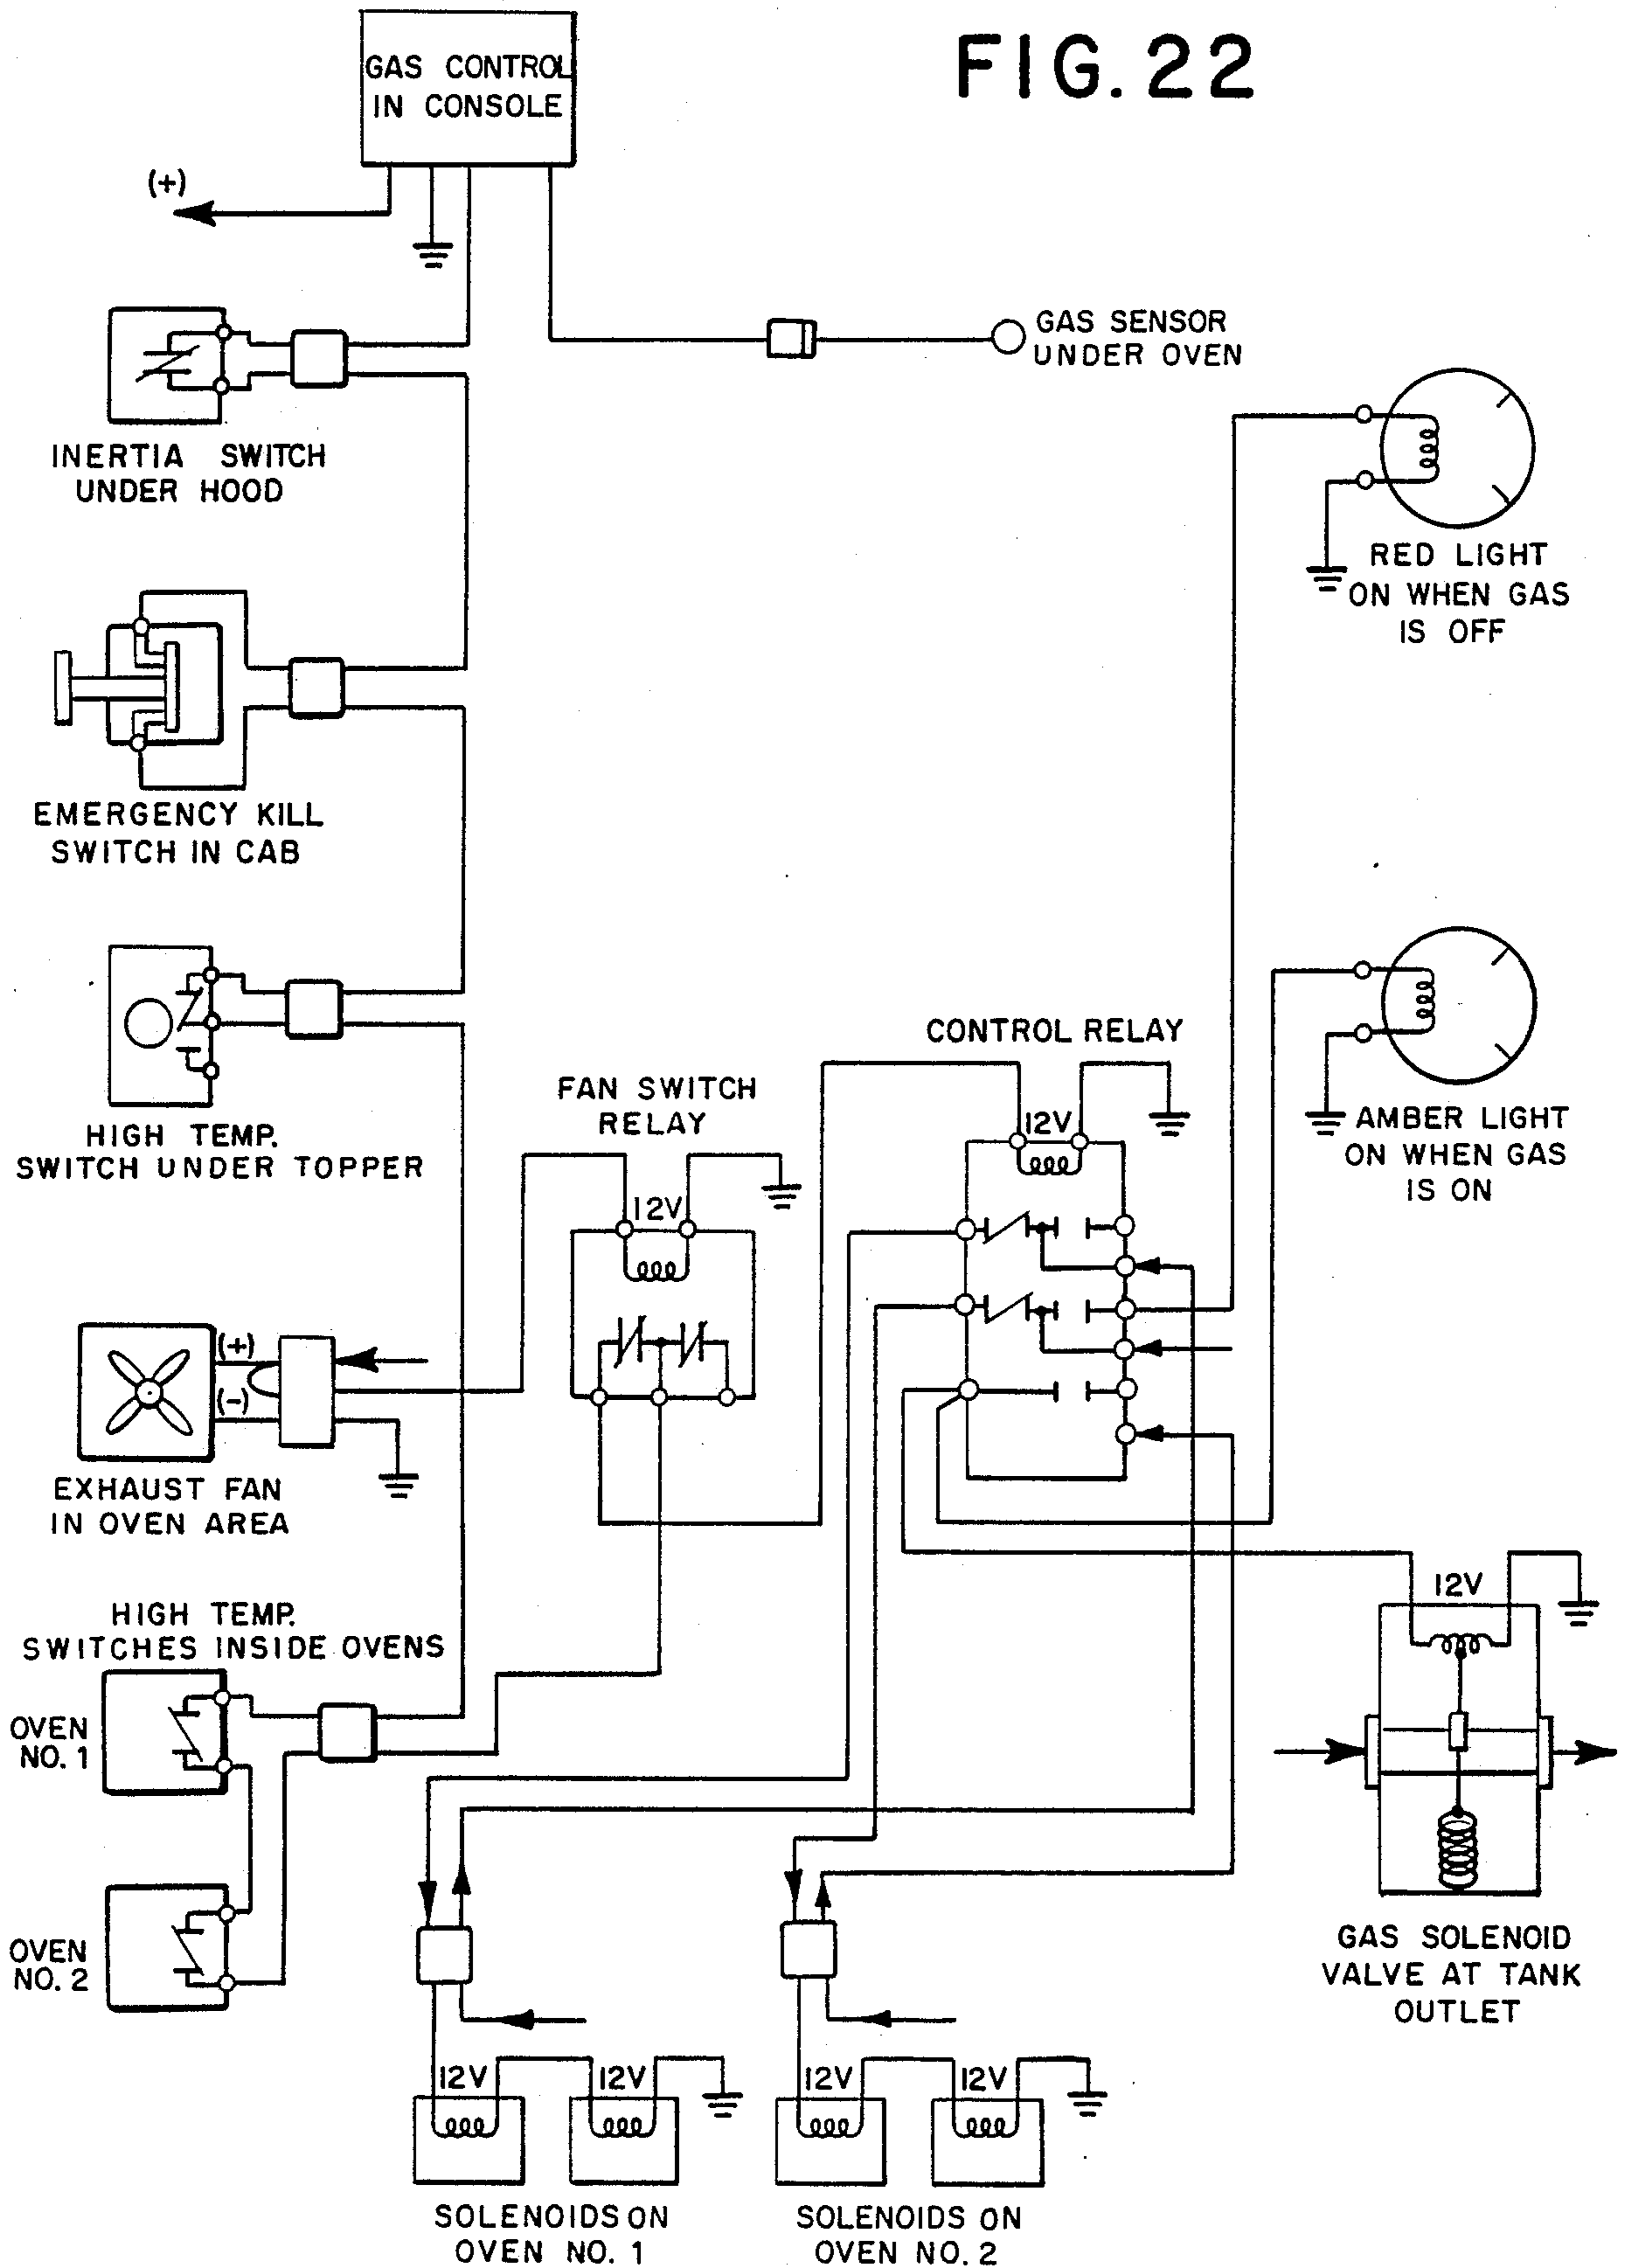 FIG. 22
GAS CONTROL
IN CONSOLE
(+)
GAS SENSOR
UNDER OVEN
INERTIA SWITCH
UNDER HOOD
RED LIGHT
ON WHEN GAS
IS OFF
EMERGENCY KILL
SWITCH IN CAB
HIGH TEMP.
SWITCH UNDER TOPPER
CONTROL RELAY
12V
FAN SWITCH
RELAY
12V
AMBER LIGHT
ON WHEN GAS
IS ON
(+)
(-)
EXHAUST FAN
IN OVEN AREA
HIGH TEMP.
SWITCHES INSIDE OVENS
OVEN
NO. 1
OVEN
NO. 2
12V
GAS SOLENOID
VALVE AT TANK
OUTLET
12V
12V
12V
12V
SOLENOIDS ON
OVEN NO. 1
SOLENOIDS ON
OVEN NO. 2